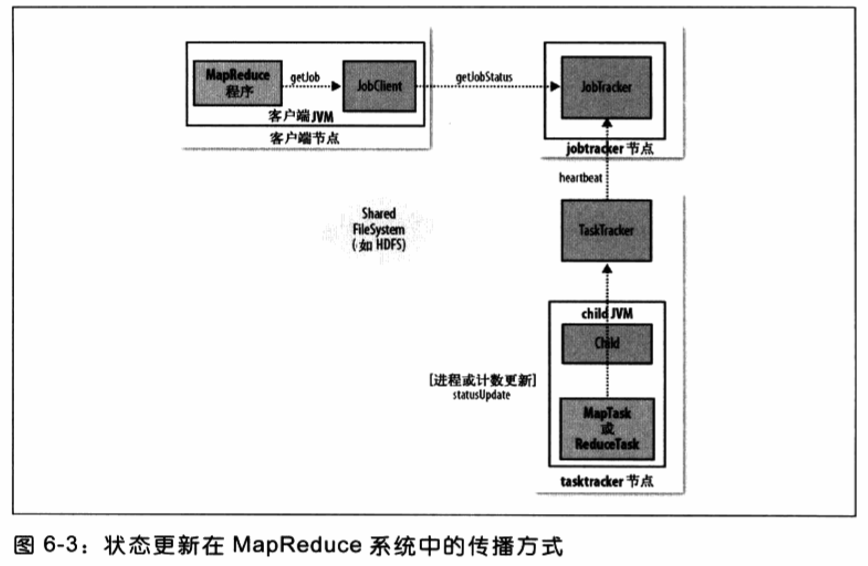 MapReduce
程序
getJob
JobClient
客户端 JVM
客户端节点
getJobStatus
JobTracker
jobtracker 节点
heartbeat
Shared
FileSystem
(如 HDFS)
TaskTracker
child JVM
Child
[进程或计数更新]
statusUpdate
MapTask
或
ReduceTask
tasktracker 节点
图 6-3：状态更新在 MapReduce 系统中的传播方式